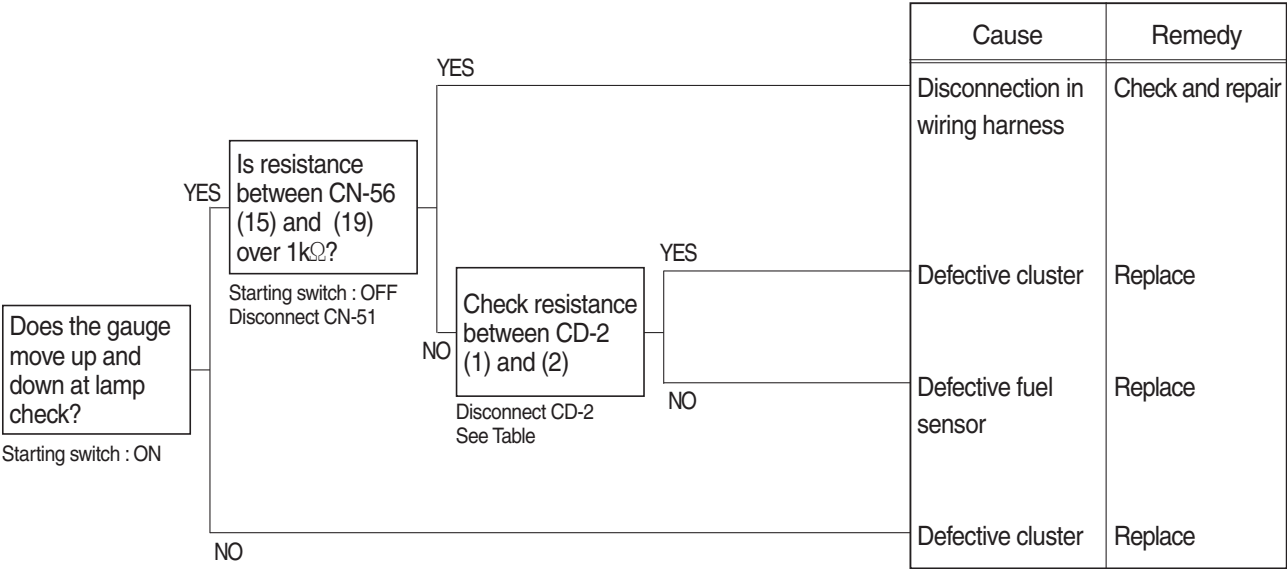 Cause
Remedy
YES
Disconnection in
wiring harness
Check and repair
YES
Is resistance
between CN-56
(15) and (19)
over 1kΩ?
Starting switch : OFF
Disconnect CN-51
YES
Defective cluster
Replace
Does the gauge
move up and
down at lamp
check?
Starting switch : ON
NO
Check resistance
between CD-2
(1) and (2)
Disconnect CD-2
See Table
NO
Defective fuel
sensor
Replace
NO
Defective cluster
Replace